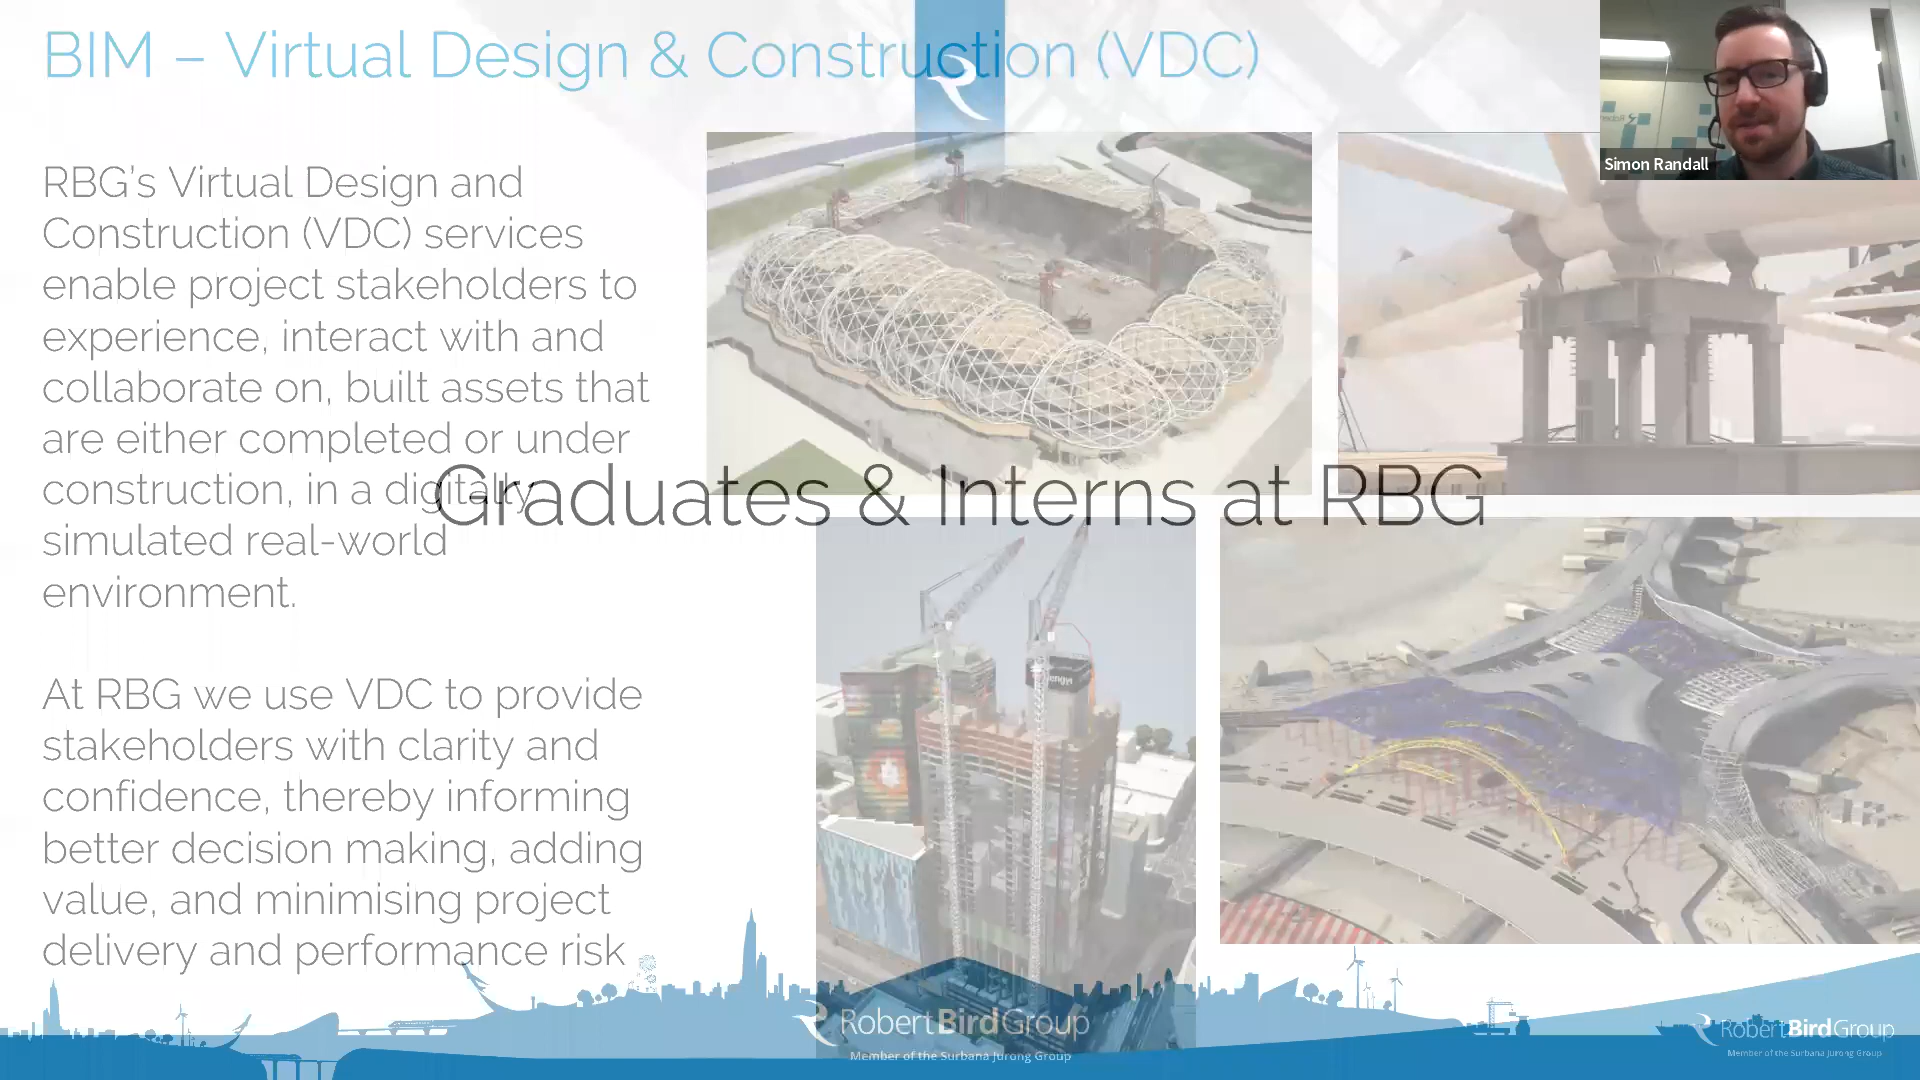 BIM – Virtual Design & Construction (VDC)
Simon Randall
RBG's Virtual Design and
Construction (VDC) services
enable project stakeholders to
experience, interact with and
collaborate on, built assets that
are either completed or under
construction, in a digitally
simulated real-world
environment.
Graduates & Interns at RBG
At RBG we use VDC to provide
stakeholders with clarity and
confidence, thereby informing
better decision making, adding
value, and minimising project
delivery and performance risk
RobertBirdGroup
Member of the Surbana Jurong Group
RobertBirdGroup
Member of the Surbana Jurong Group